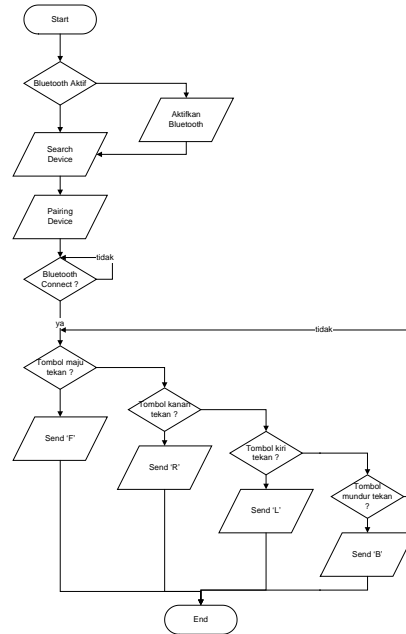 Start
Bluetooth Aktif
Aktifkan
Bluetooth
Search
Device
Pairing
Device
tidak
Bluetooth
Connect ?
ya
tidak
Tombol maju
tekan ?
Tombol kanan
tekan ?
Tombol kiri
tekan ?
Tombol
mundur tekan
?
Send ‘F’
Send ‘R’
Send ‘L’
Send ‘B’
End